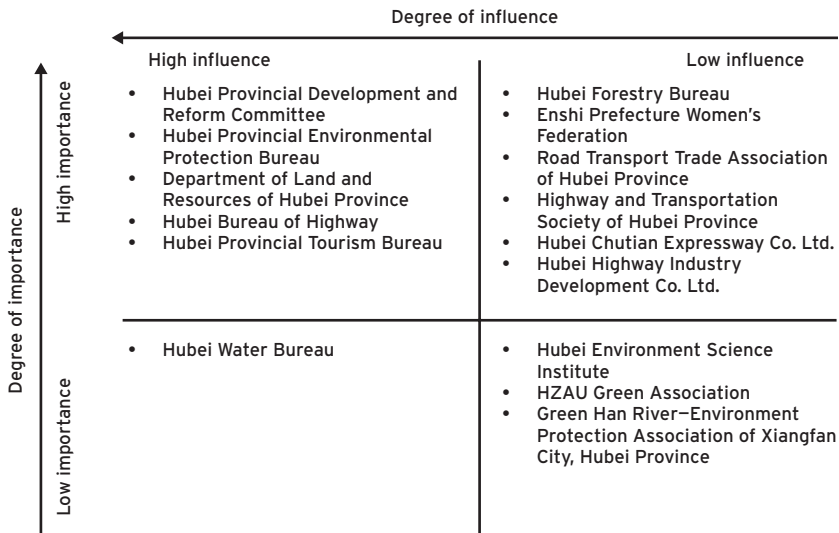 Degree of influence
High influence
Low influence
Degree of importance
High importance
• Hubei Provincial Development and
Reform Committee
• Hubei Provincial Environmental
Protection Bureau
• Department of Land and
Resources of Hubei Province
• Hubei Bureau of Highway
• Hubei Provincial Tourism Bureau
• Hubei Forestry Bureau
• Enshi Prefecture Women's
Federation
• Road Transport Trade Association
of Hubei Province
• Highway and Transportation
Society of Hubei Province
• Hubei Chutian Expressway Co. Ltd.
• Hubei Highway Industry
Development Co. Ltd.
Low importance
• Hubei Water Bureau
• Hubei Environment Science
Institute
• HZAU Green Association
• Green Han River–Environment
Protection Association of Xiangfan
City, Hubei Province